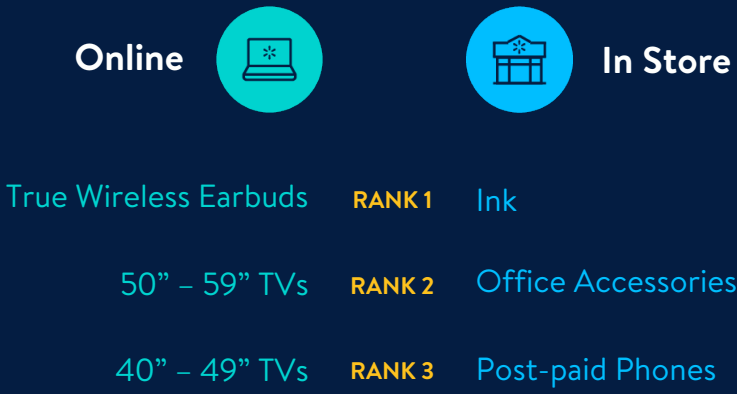 Online In Store
True Wireless Earbuds RANK 1 Ink
50” – 59” TVs RANK 2 Office Accessories
40” – 49” TVs RANK 3 Post-paid Phones